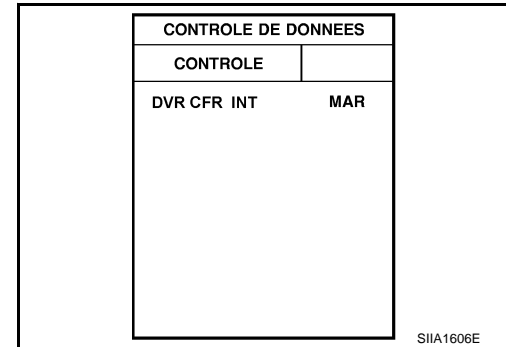 CONTROLE DE DONNEES
CONTROLE
DVR CFR INT MAR
SIIA1606E